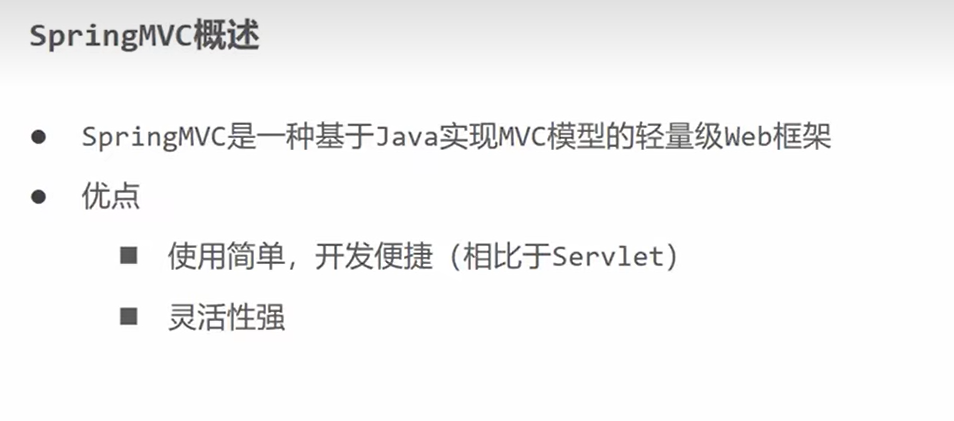 SpringMVC概述
● SpringMVC是一种基于Java实现MVC模型的轻量级Web框架
● 优点
■ 使用简单，开发便捷（相比于Servlet）
■ 灵活性强